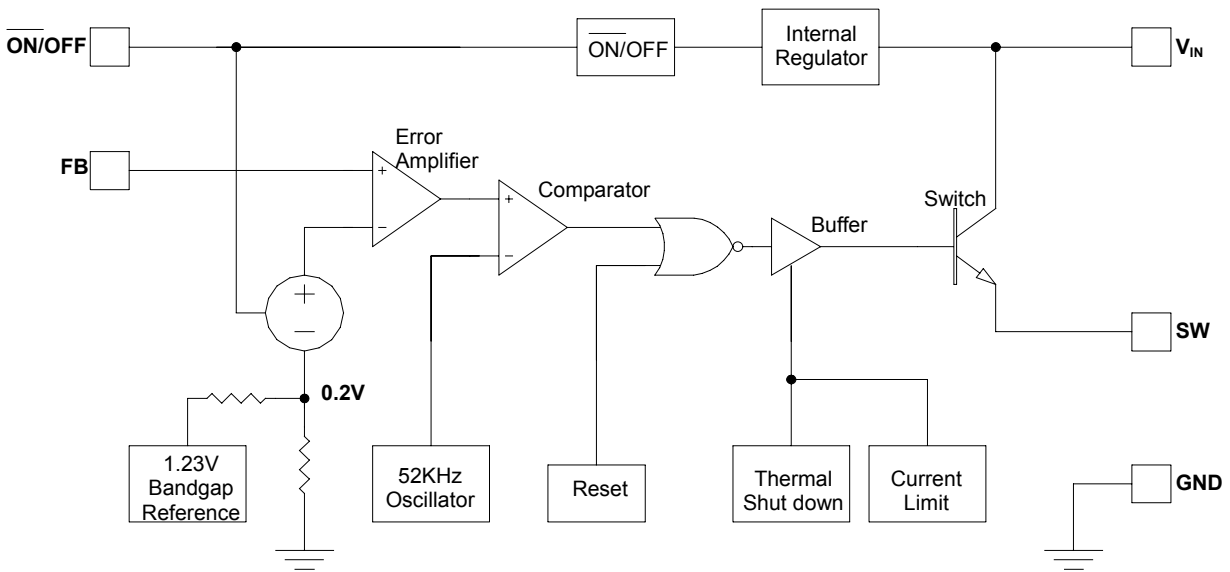 ON/OFF
ON/OFF
Internal
Regulator
VIN
Error
Amplifier
FB
+
−
Comparator
+
−
Buffer
Switch
+
−
SW
0.2V
1.23V
Bandgap
Reference
52KHz
Oscillator
Reset
Thermal
Shut down
Current
Limit
GND